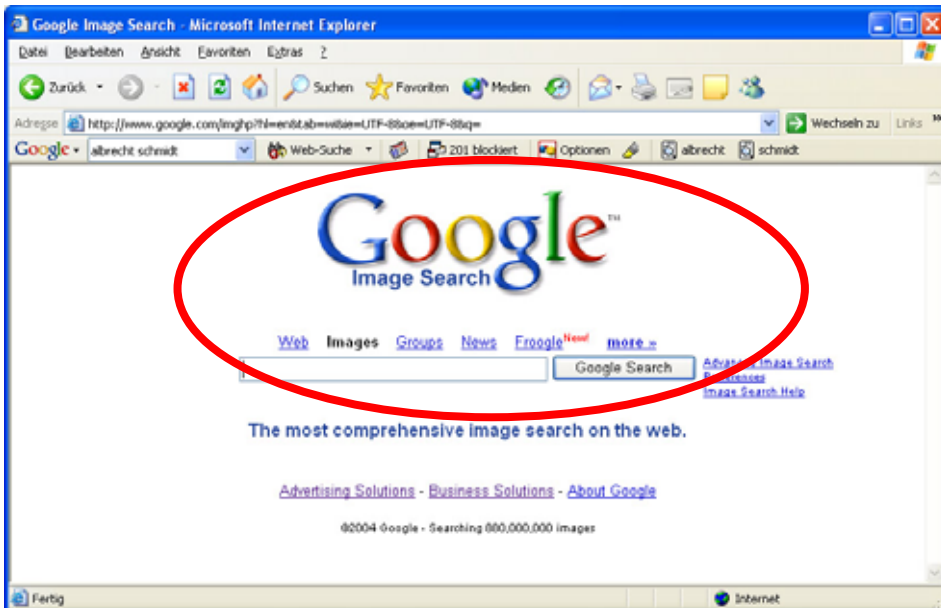 Google Image Search - Microsoft Internet Explorer
Datei Bearbeiten Ansicht Favoriten Extras ?
Zurück Suchen Favoriten Medien
Adresse http://www.google.com/imghp?hl=en&tab=wi&ie=UTF-8&oe=UTF-8&q= Wechseln zu Links »
Google albrecht schmidt Web-Suche 201 blockiert Optionen albrecht schmidt
Google™
Image Search
Web Images Groups News Froogle New! more »
Google Search Advanced Image Search
Preferences
Image Search Help
The most comprehensive image search on the web.
Advertising Solutions - Business Solutions - About Google
©2004 Google - Searching 880,000,000 images
Fertig Internet